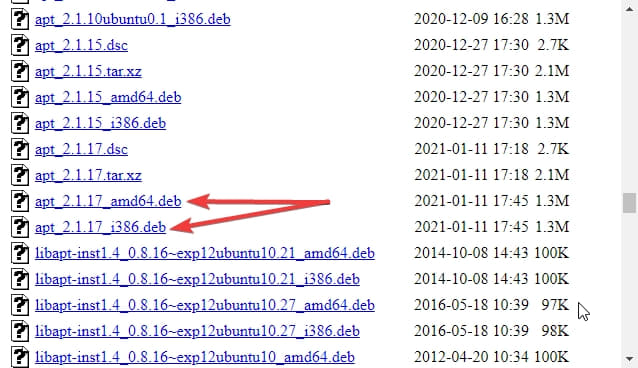 apt_2.1.10ubuntu0.1_i386.deb 2020-12-09 16:28 1.3M
apt_2.1.15.dsc 2020-12-27 17:30 2.7K
apt_2.1.15.tar.xz 2020-12-27 17:30 2.1M
apt_2.1.15_amd64.deb 2020-12-27 17:30 1.3M
apt_2.1.15_i386.deb 2020-12-27 17:30 1.3M
apt_2.1.17.dsc 2021-01-11 17:18 2.7K
apt_2.1.17.tar.xz 2021-01-11 17:18 2.1M
apt_2.1.17_amd64.deb 2021-01-11 17:45 1.3M
apt_2.1.17_i386.deb 2021-01-11 17:45 1.3M
libapt-inst1.4_0.8.16~exp12ubuntu10.21_amd64.deb 2014-10-08 14:43 100K
libapt-inst1.4_0.8.16~exp12ubuntu10.21_i386.deb 2014-10-08 14:43 100K
libapt-inst1.4_0.8.16~exp12ubuntu10.27_amd64.deb 2016-05-18 10:39 97K
libapt-inst1.4_0.8.16~exp12ubuntu10.27_i386.deb 2016-05-18 10:39 98K
libapt-inst1.4_0.8.16~exp12ubuntu10_amd64.deb 2012-04-20 10:34 100K